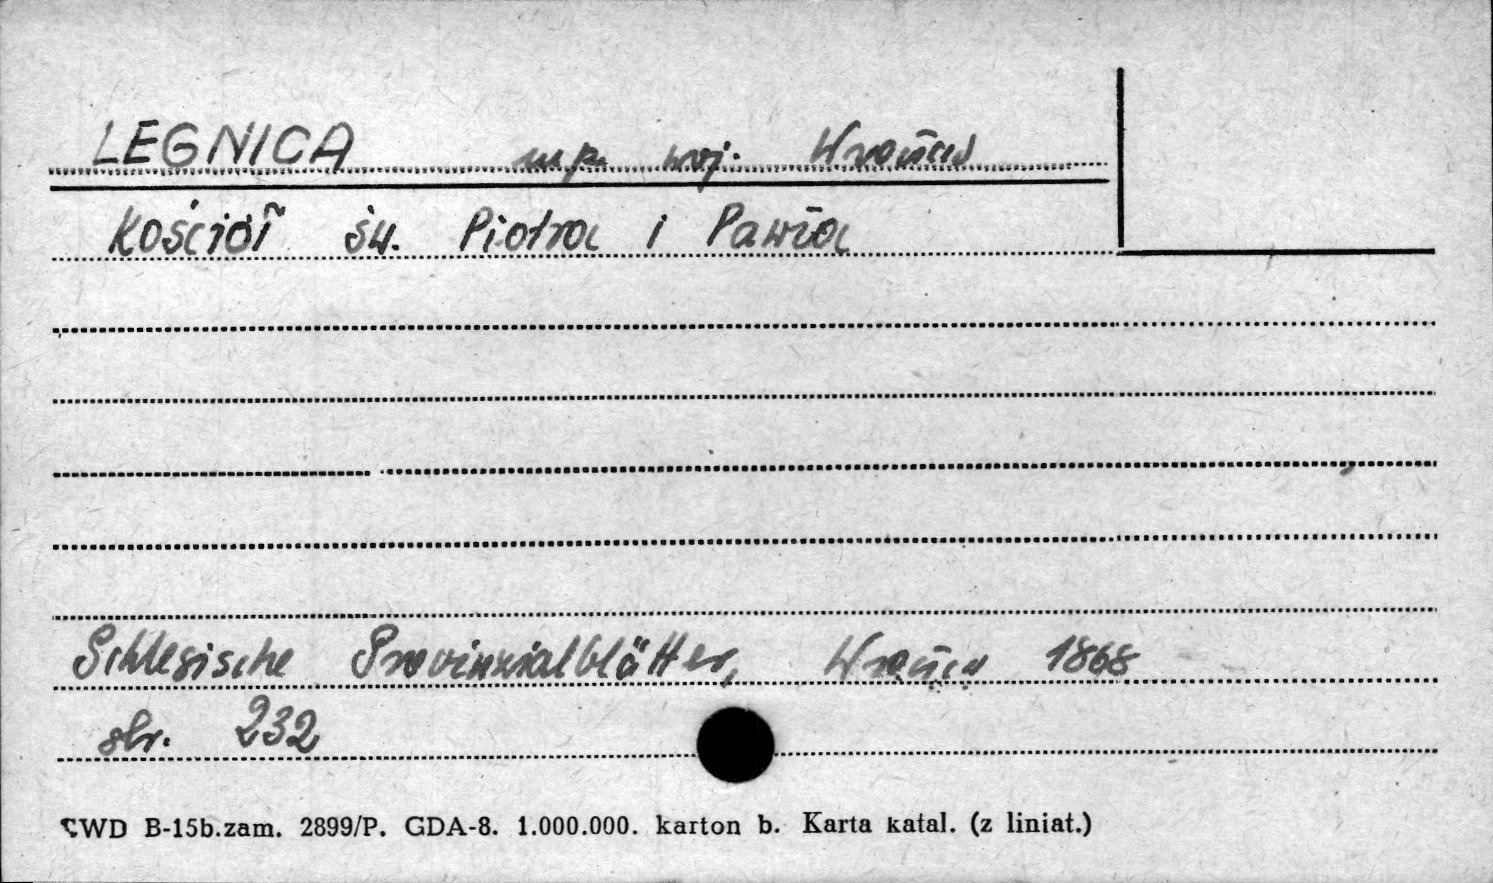 LEGNICA m.p. woj. Wrocław
Kościół św. Piotra i Pawła
Schlesische Provinzialblätter, Wrocław 1868
str. 232
CWD B-15b.zam. 2899/P. GDA-8. 1.000.000. karton b. Karta katal. (z liniat.)